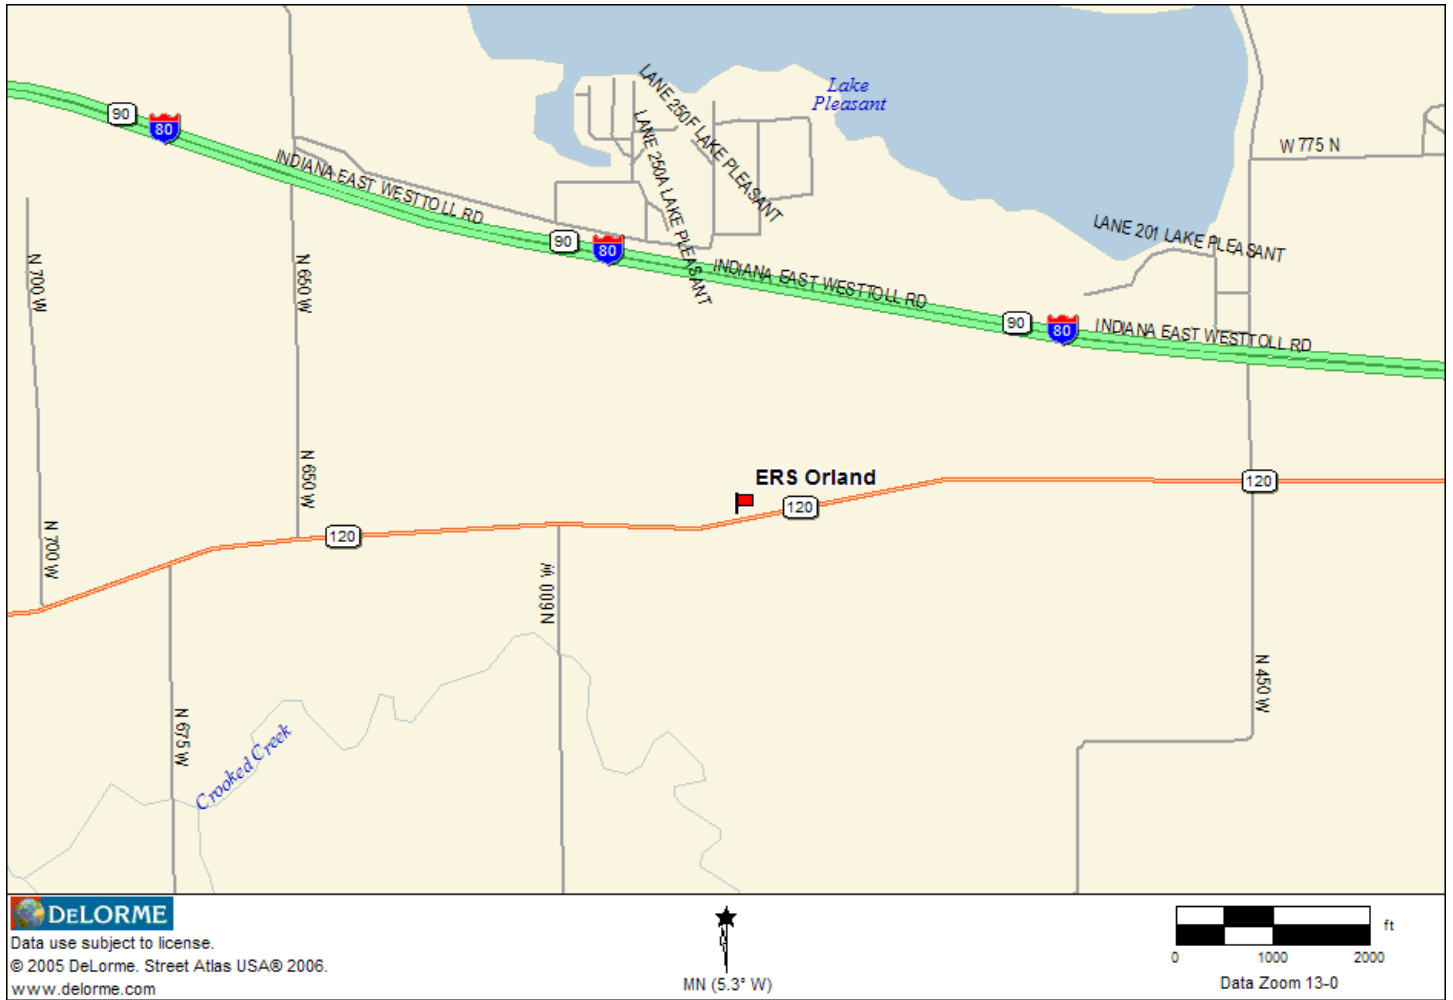 Lake
Pleasant
90
80
LANE 250F LAKE PLEASANT
LANE 250A LAKE PLEASANT
W 775 N
INDIANA EAST WEST TOLL RD
LANE 201 LAKE PLEASANT
90
80
N 700 W
N 650 W
INDIANA EAST WEST TOLL RD
90
80
INDIANA EAST WEST TOLL RD
N 650 W
ERS Orland
120
120
120
N 700 W
N 600 W
N 450 W
N 675 W
Crooked Creek
DELORME
Data use subject to license.
© 2005 DeLorme. Street Atlas USA® 2006.
www.delorme.com
MN (5.3° W)
ft
0 1000 2000
Data Zoom 13-0